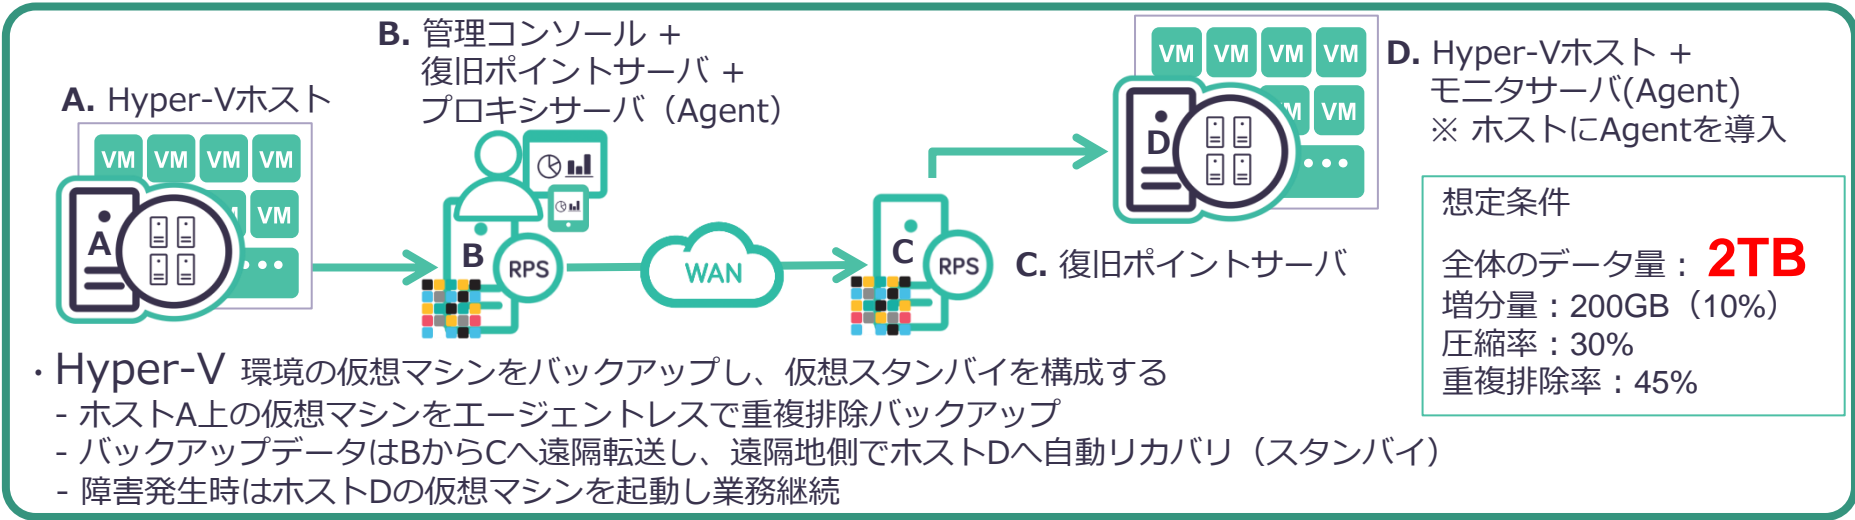 A. Hyper-Vホスト
VM VM VM VM
VM
A
B. 管理コンソール +
復旧ポイントサーバ +
プロキシサーバ（Agent）
B
RPS
WAN
C
RPS
C. 復旧ポイントサーバ
VM VM VM VM
M VM
D
D. Hyper-Vホスト +
モニタサーバ(Agent)
※ ホストにAgentを導入
想定条件
全体のデータ量： 2TB
増分量：200GB（10%）
圧縮率：30%
重複排除率：45%
・Hyper-V 環境の仮想マシンをバックアップし、仮想スタンバイを構成する
- ホストA上の仮想マシンをエージェントレスで重複排除バックアップ
- バックアップデータはBからCへ遠隔転送し、遠隔地側でホストDへ自動リカバリ（スタンバイ）
- 障害発生時はホストDの仮想マシンを起動し業務継続